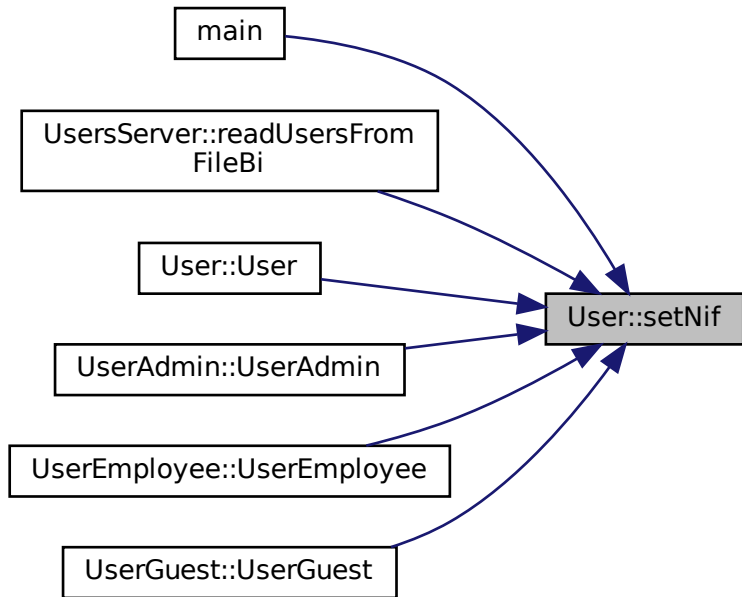 main
UsersServer::readUsersFrom
FileBi
User::User
User::setNif
UserAdmin::UserAdmin
UserEmployee::UserEmployee
UserGuest::UserGuest